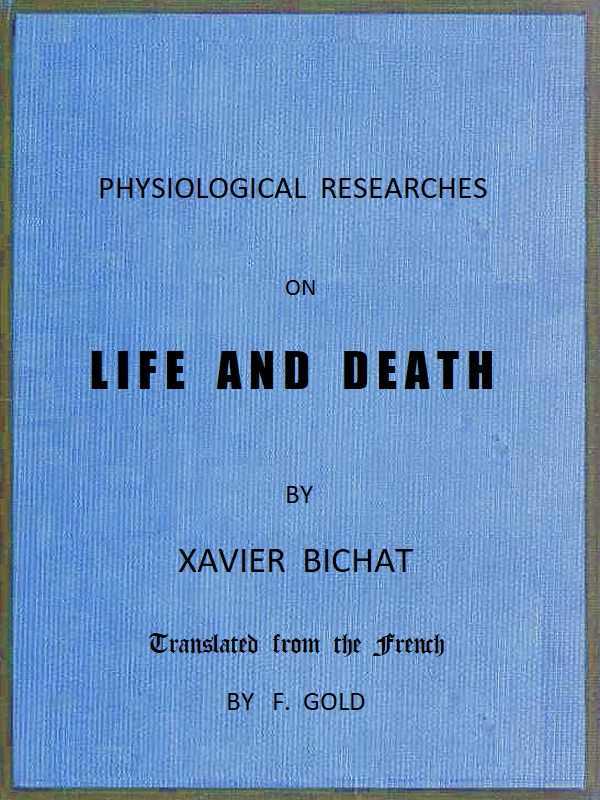 PHYSIOLOGICAL RESEARCHES
ON
LIFE AND DEATH
BY
XAVIER BICHAT
Translated from the French
BY F. GOLD